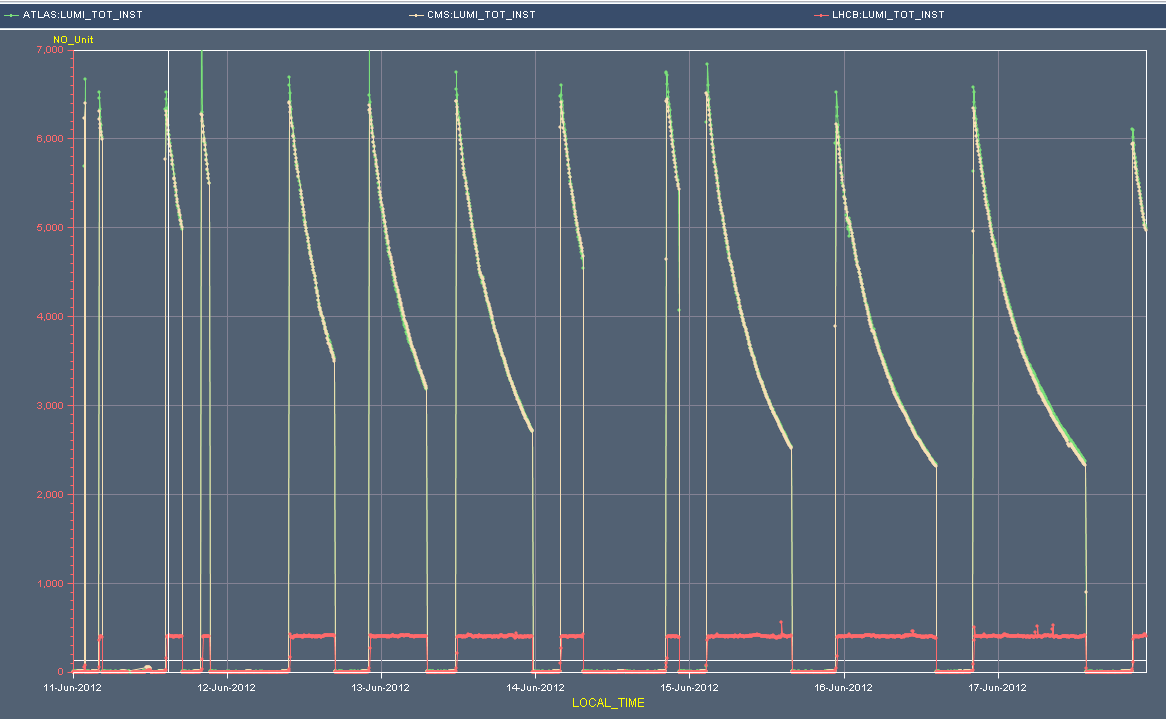 ATLAS:LUMI_TOT_INST CMS:LUMI_TOT_INST LHCB:LUMI_TOT_INST
NO_Unit
7,000
6,000
5,000
4,000
3,000
2,000
1,000
0
11-Jun-2012 12-Jun-2012 13-Jun-2012 14-Jun-2012 15-Jun-2012 16-Jun-2012 17-Jun-2012
LOCAL_TIME